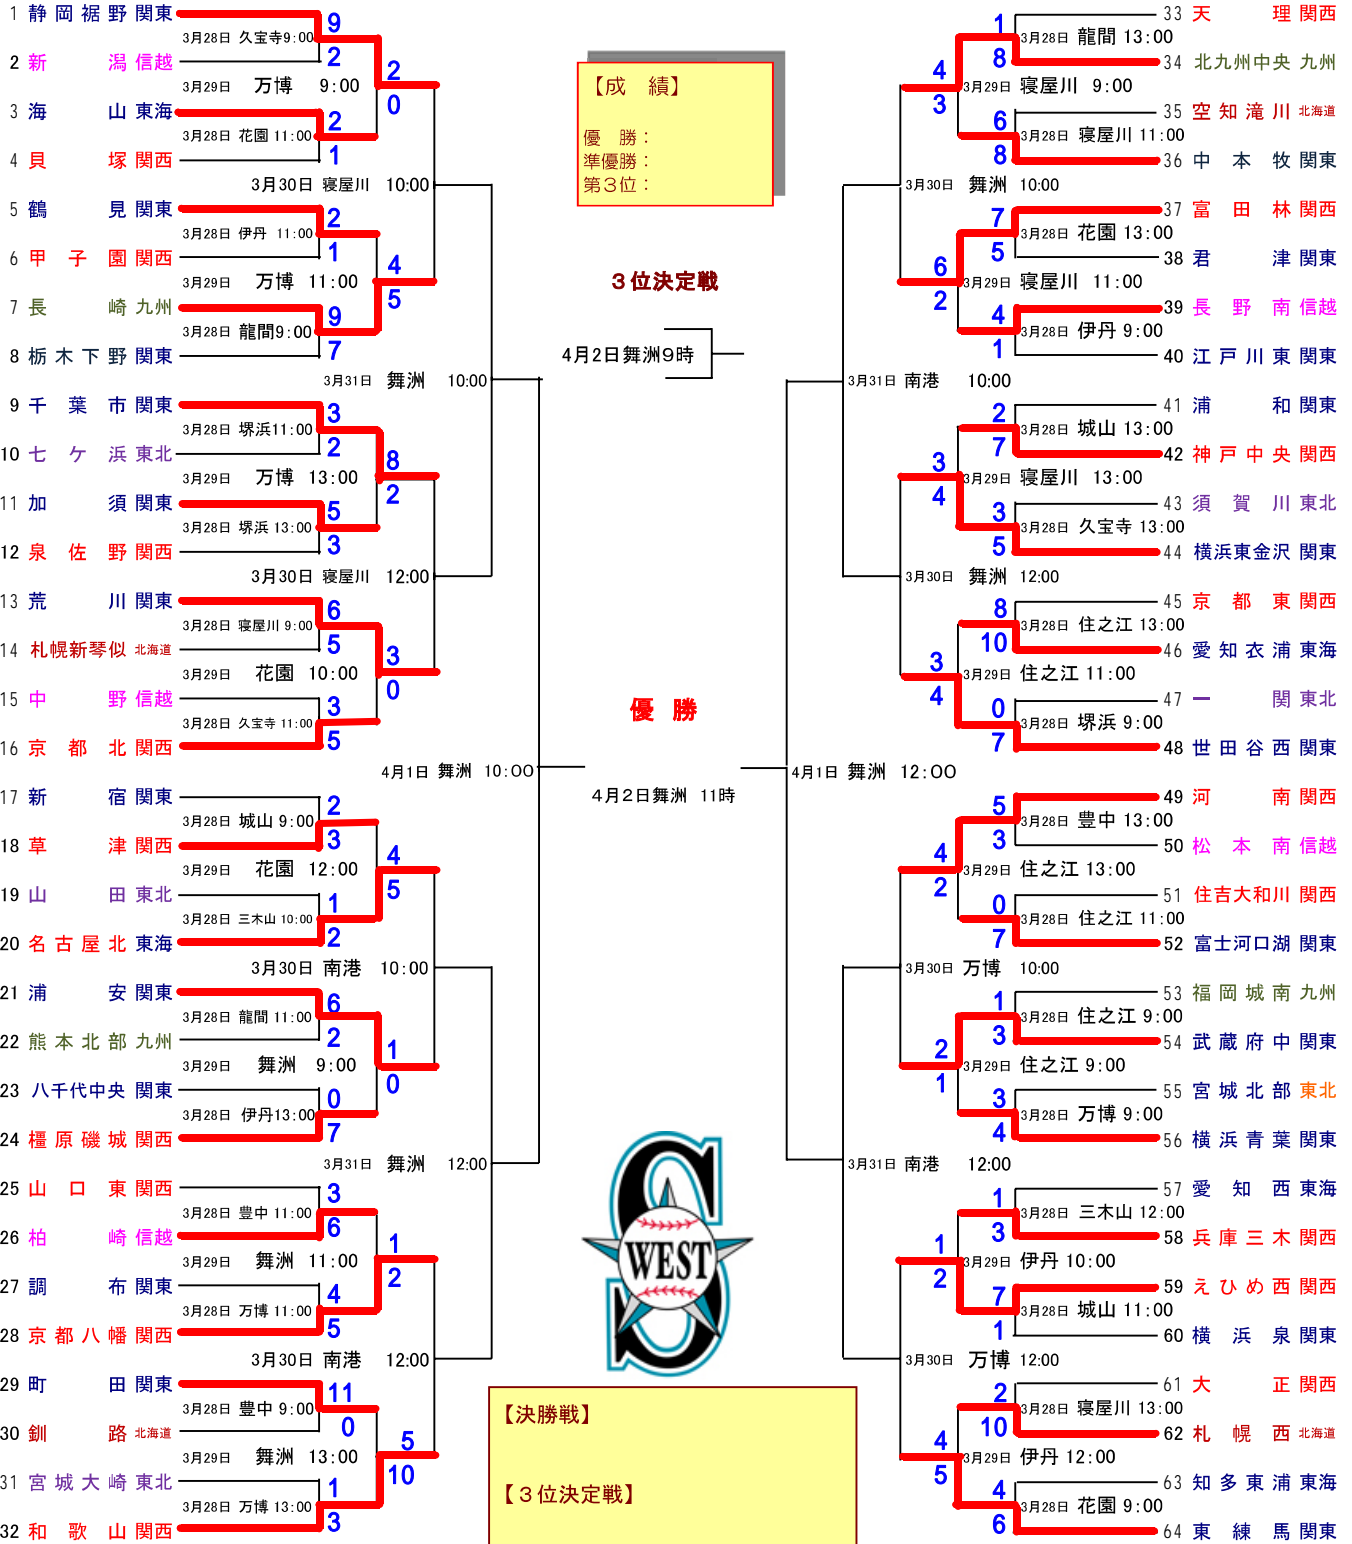 1 静岡裾野 関東
3月28日 久宝寺9:00
9
2
2 新潟 信越
3月29日 万博 9:00
2
0
3 海山 東海
3月28日 花園 11:00
2
1
4 貝塚 関西
3月30日 寝屋川 10:00
5 鶴見 関東
3月28日 伊丹 11:00
2
1
6 甲子園 関西
3月29日 万博 11:00
4
5
7 長崎 九州
3月28日 龍間9:00
9
7
8 栃木下野 関東
3月31日 舞洲 10:00
9 千葉市 関東
3月28日 堺浜11:00
3
2
10 七ケ浜 東北
3月29日 万博 13:00
8
2
11 加須 関東
3月28日 堺浜 13:00
5
3
12 泉佐野 関西
3月30日 寝屋川 12:00
13 荒川 関東
3月28日 寝屋川 9:00
6
5
14 札幌新琴似 北海道
3月29日 花園 10:00
3
0
15 中野 信越
3月28日 久宝寺 11:00
3
5
16 京都北 関西
4月1日 舞洲 10:00
17 新宿 関東
3月28日 城山 9:00
2
3
18 草津 関西
3月29日 花園 12:00
4
5
19 山田 東北
3月28日 三木山 10:00
1
2
20 名古屋北 東海
3月30日 南港 10:00
21 浦安 関東
3月28日 龍間 11:00
6
2
22 熊本北部 九州
3月29日 舞洲 9:00
1
0
23 八千代中央 関東
3月28日 伊丹13:00
0
7
24 橿原磯城 関西
3月31日 舞洲 12:00
25 山口東 関西
3月28日 豊中 11:00
3
6
26 柏崎 信越
3月29日 舞洲 11:00
1
2
27 調布 関東
3月28日 万博 11:00
4
5
28 京都八幡 関西
3月30日 南港 12:00
29 町田 関東
3月28日 豊中 9:00
11
0
30 釧路 北海道
3月29日 舞洲 13:00
5
10
31 宮城大崎 東北
3月28日 万博 13:00
1
3
32 和歌山 関西
【成 績】
優 勝：
準優勝：
第3位：
3位決定戦
4月2日舞洲9時
優 勝
4月2日舞洲 11時
S
WEST
【決勝戦】
【3位決定戦】
33 天理 関西
1
8
3月28日 龍間 13:00
34 北九州中央 九州
4
3
3月29日 寝屋川 9:00
35 空知滝川 北海道
6
8
3月28日 寝屋川 11:00
36 中本牧 関東
3月30日 舞洲 10:00
37 富田林 関西
7
5
3月28日 花園 13:00
38 君津 関東
6
2
3月29日 寝屋川 11:00
39 長野南 信越
4
1
3月28日 伊丹 9:00
40 江戸川東 関東
3月31日 南港 10:00
41 浦和 関東
2
7
3月28日 城山 13:00
42 神戸中央 関西
3
4
3月29日 寝屋川 13:00
43 須賀川 東北
3
5
3月28日 久宝寺 13:00
44 横浜東金沢 関東
3月30日 舞洲 12:00
45 京都東 関西
8
10
3月28日 住之江 13:00
46 愛知衣浦 東海
3
4
3月29日 住之江 11:00
47 一関 東北
0
7
3月28日 堺浜 9:00
48 世田谷西 関東
4月1日 舞洲 12:00
49 河南 関西
5
3
3月28日 豊中 13:00
50 松本南 信越
4
2
3月29日 住之江 13:00
51 住吉大和川 関西
0
7
3月28日 住之江 11:00
52 富士河口湖 関東
3月30日 万博 10:00
53 福岡城南 九州
1
3
3月28日 住之江 9:00
54 武蔵府中 関東
2
1
3月29日 住之江 9:00
55 宮城北部 東北
3
4
3月28日 万博 9:00
56 横浜青葉 関東
3月31日 南港 12:00
57 愛知西 東海
1
3
3月28日 三木山 12:00
58 兵庫三木 関西
1
2
3月29日 伊丹 10:00
59 えひめ西 関西
7
1
3月28日 城山 11:00
60 横浜泉 関東
3月30日 万博 12:00
61 大正 関西
2
10
3月28日 寝屋川 13:00
62 札幌西 北海道
4
5
3月29日 伊丹 12:00
63 知多東浦 東海
4
6
3月28日 花園 9:00
64 東練馬 関東